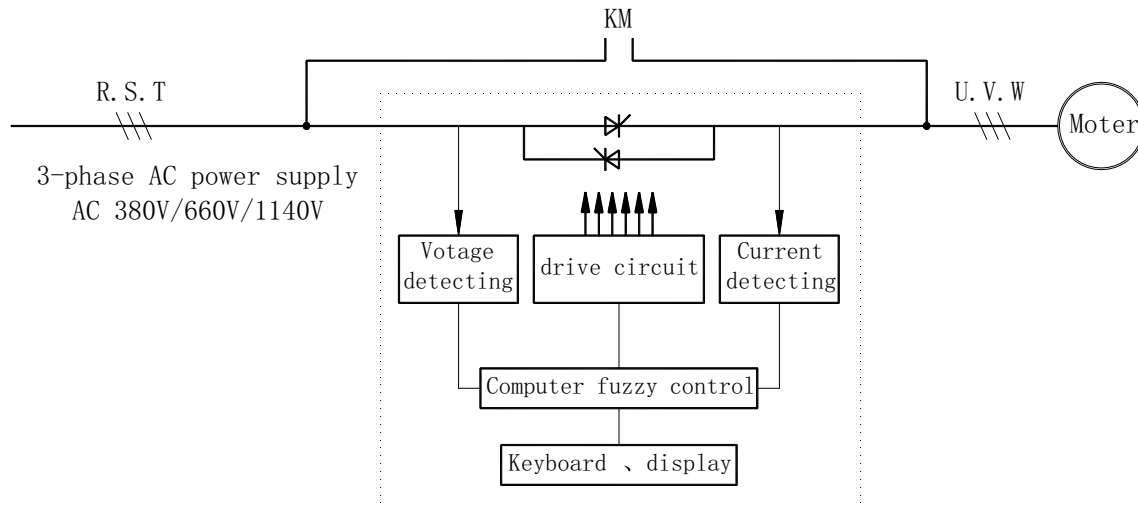 KM
R.S.T
U.V.W
Moter
3-phase AC power supply
AC 380V/660V/1140V
Votage
detecting
drive circuit
Current
detecting
Computer fuzzy control
Keyboard 、display